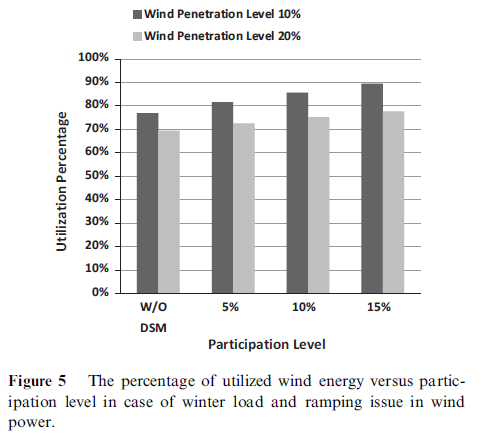 Wind Penetration Level 10%
Wind Penetration Level 20%
100%
90%
80%
70%
60%
50%
40%
30%
20%
10%
0%
Utilization Percentage
W/O
DSM
5%
10%
15%
Participation Level
Figure 5 The percentage of utilized wind energy versus partic-
ipation level in case of winter load and ramping issue in wind
power.